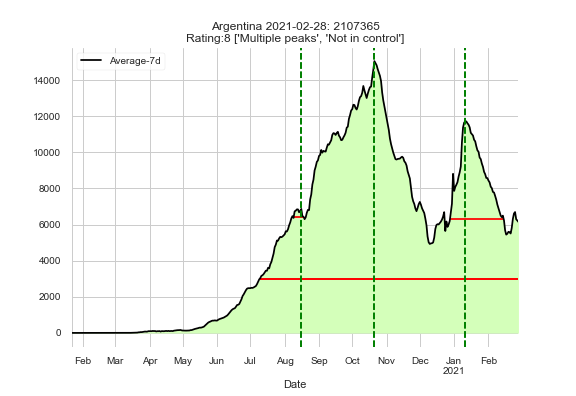 Argentina 2021-02-28: 2107365
Rating:8 ['Multiple peaks', 'Not in control']
Average-7d
14000
12000
10000
8000
6000
4000
2000
0
Feb Mar Apr May Jun Jul Aug Sep Oct Nov Dec Jan Feb
2021
Date